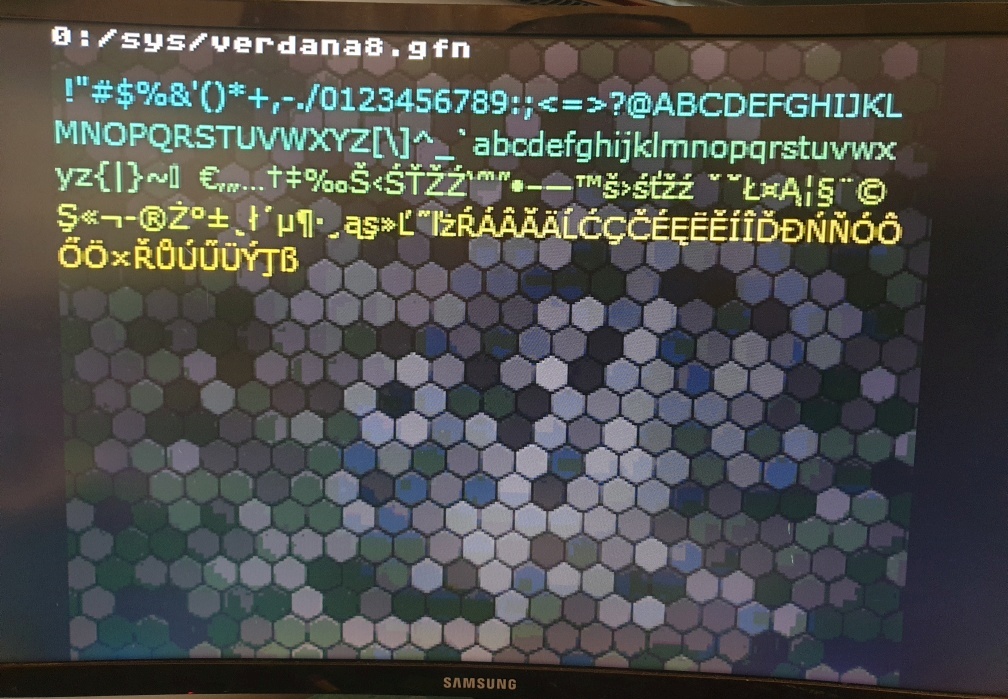 0:/sys/verdana8.gfn
!"#$%&'()*+,-./0123456789:;<=>?@ABCDEFGHIJKL
MNOPQRSTUVWXYZ[\]^_`abcdefghijklmnopqrstuvwx
yz{|}~▯ €‚„…†‡‰Š‹ŚŤŽŹ‘’“”•–—™š›śťžź ˇ˘Ł¤Ą¦§¨©
Ş«¬-®Ż°±˛ł´µ¶·¸ąş»Ľ˝ľżŔÁÂĂÄĹĆÇČÉĘËĚÍÎĎĐŃŇÓÔ
ŐÖ×ŘŮÚŰÜÝŢß
SAMSUNG